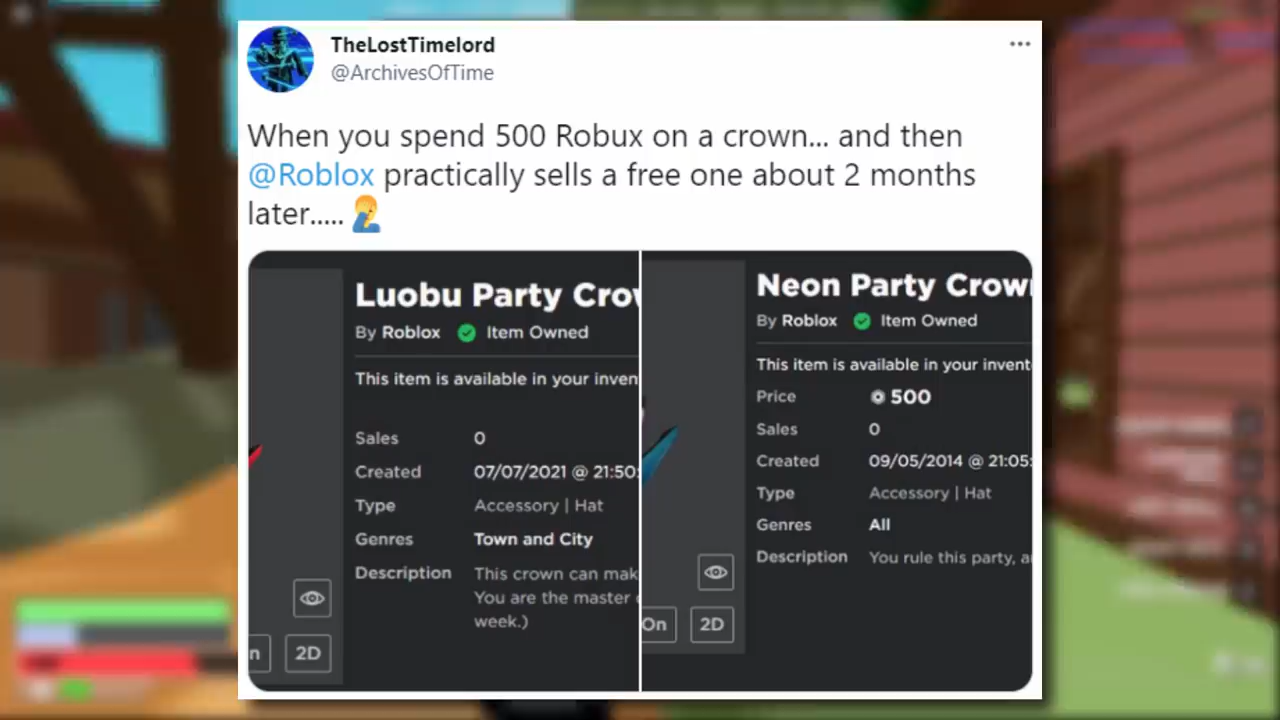 TheLostTimelord
@ArchivesOfTime
When you spend 500 Robux on a crown... and then
@Roblox practically sells a free one about 2 months
later.....
Luobu Party Cro
By Roblox Item Owned
This item is available in your inven
Sales 0
Created 07/07/2021 @ 21:50:
Type Accessory | Hat
Genres Town and City
Description This crown can mak
You are the master
week.)
2D
Neon Party Crow
By Roblox Item Owned
This item is available in your invent
Price 500
Sales 0
Created 09/05/2014 @ 21:05:
Type Accessory | Hat
Genres All
Description You rule this party, a
On 2D